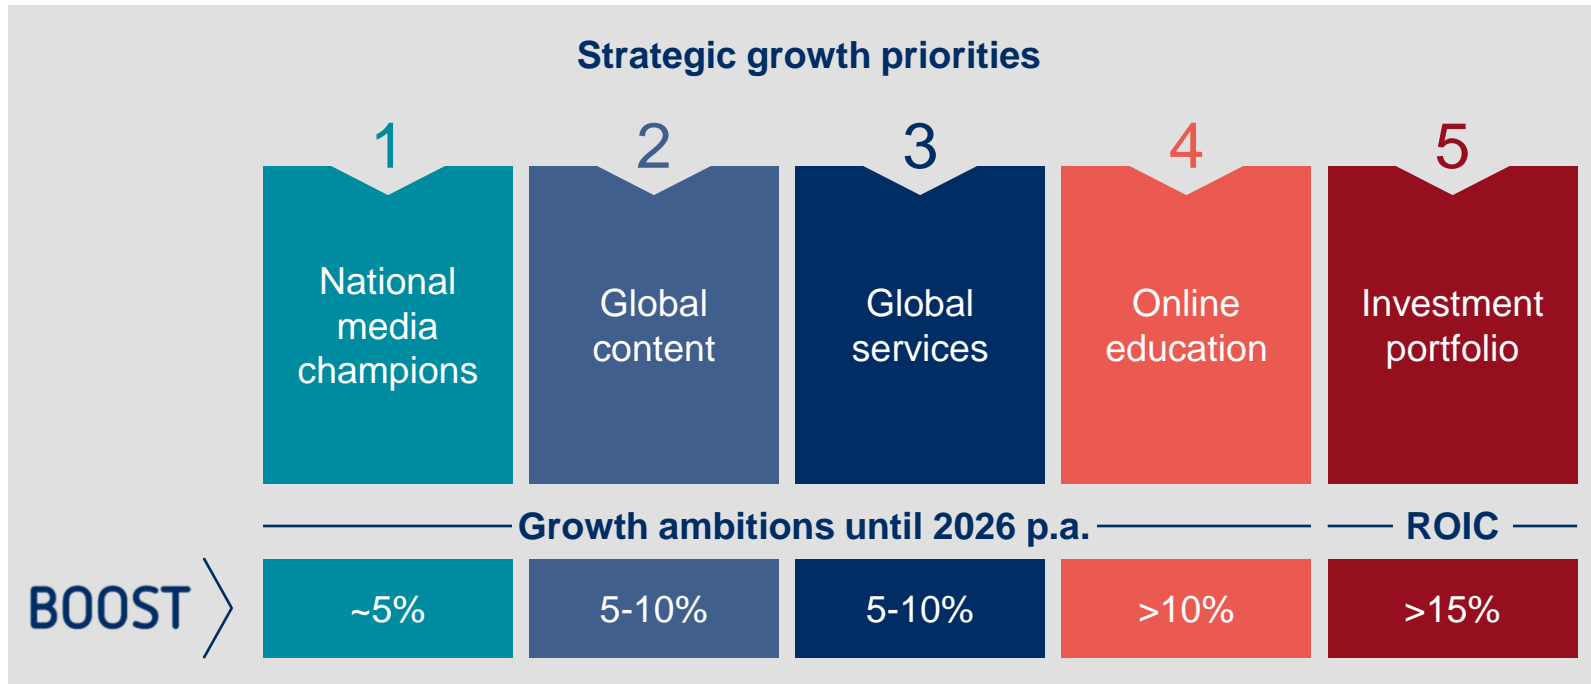 Strategic growth priorities
1
2
3
4
5
National
media
champions
Global
content
Global
services
Online
education
Investment
portfolio
Growth ambitions until 2026 p.a.
ROIC
BOOST
~5%
5-10%
5-10%
>10%
>15%